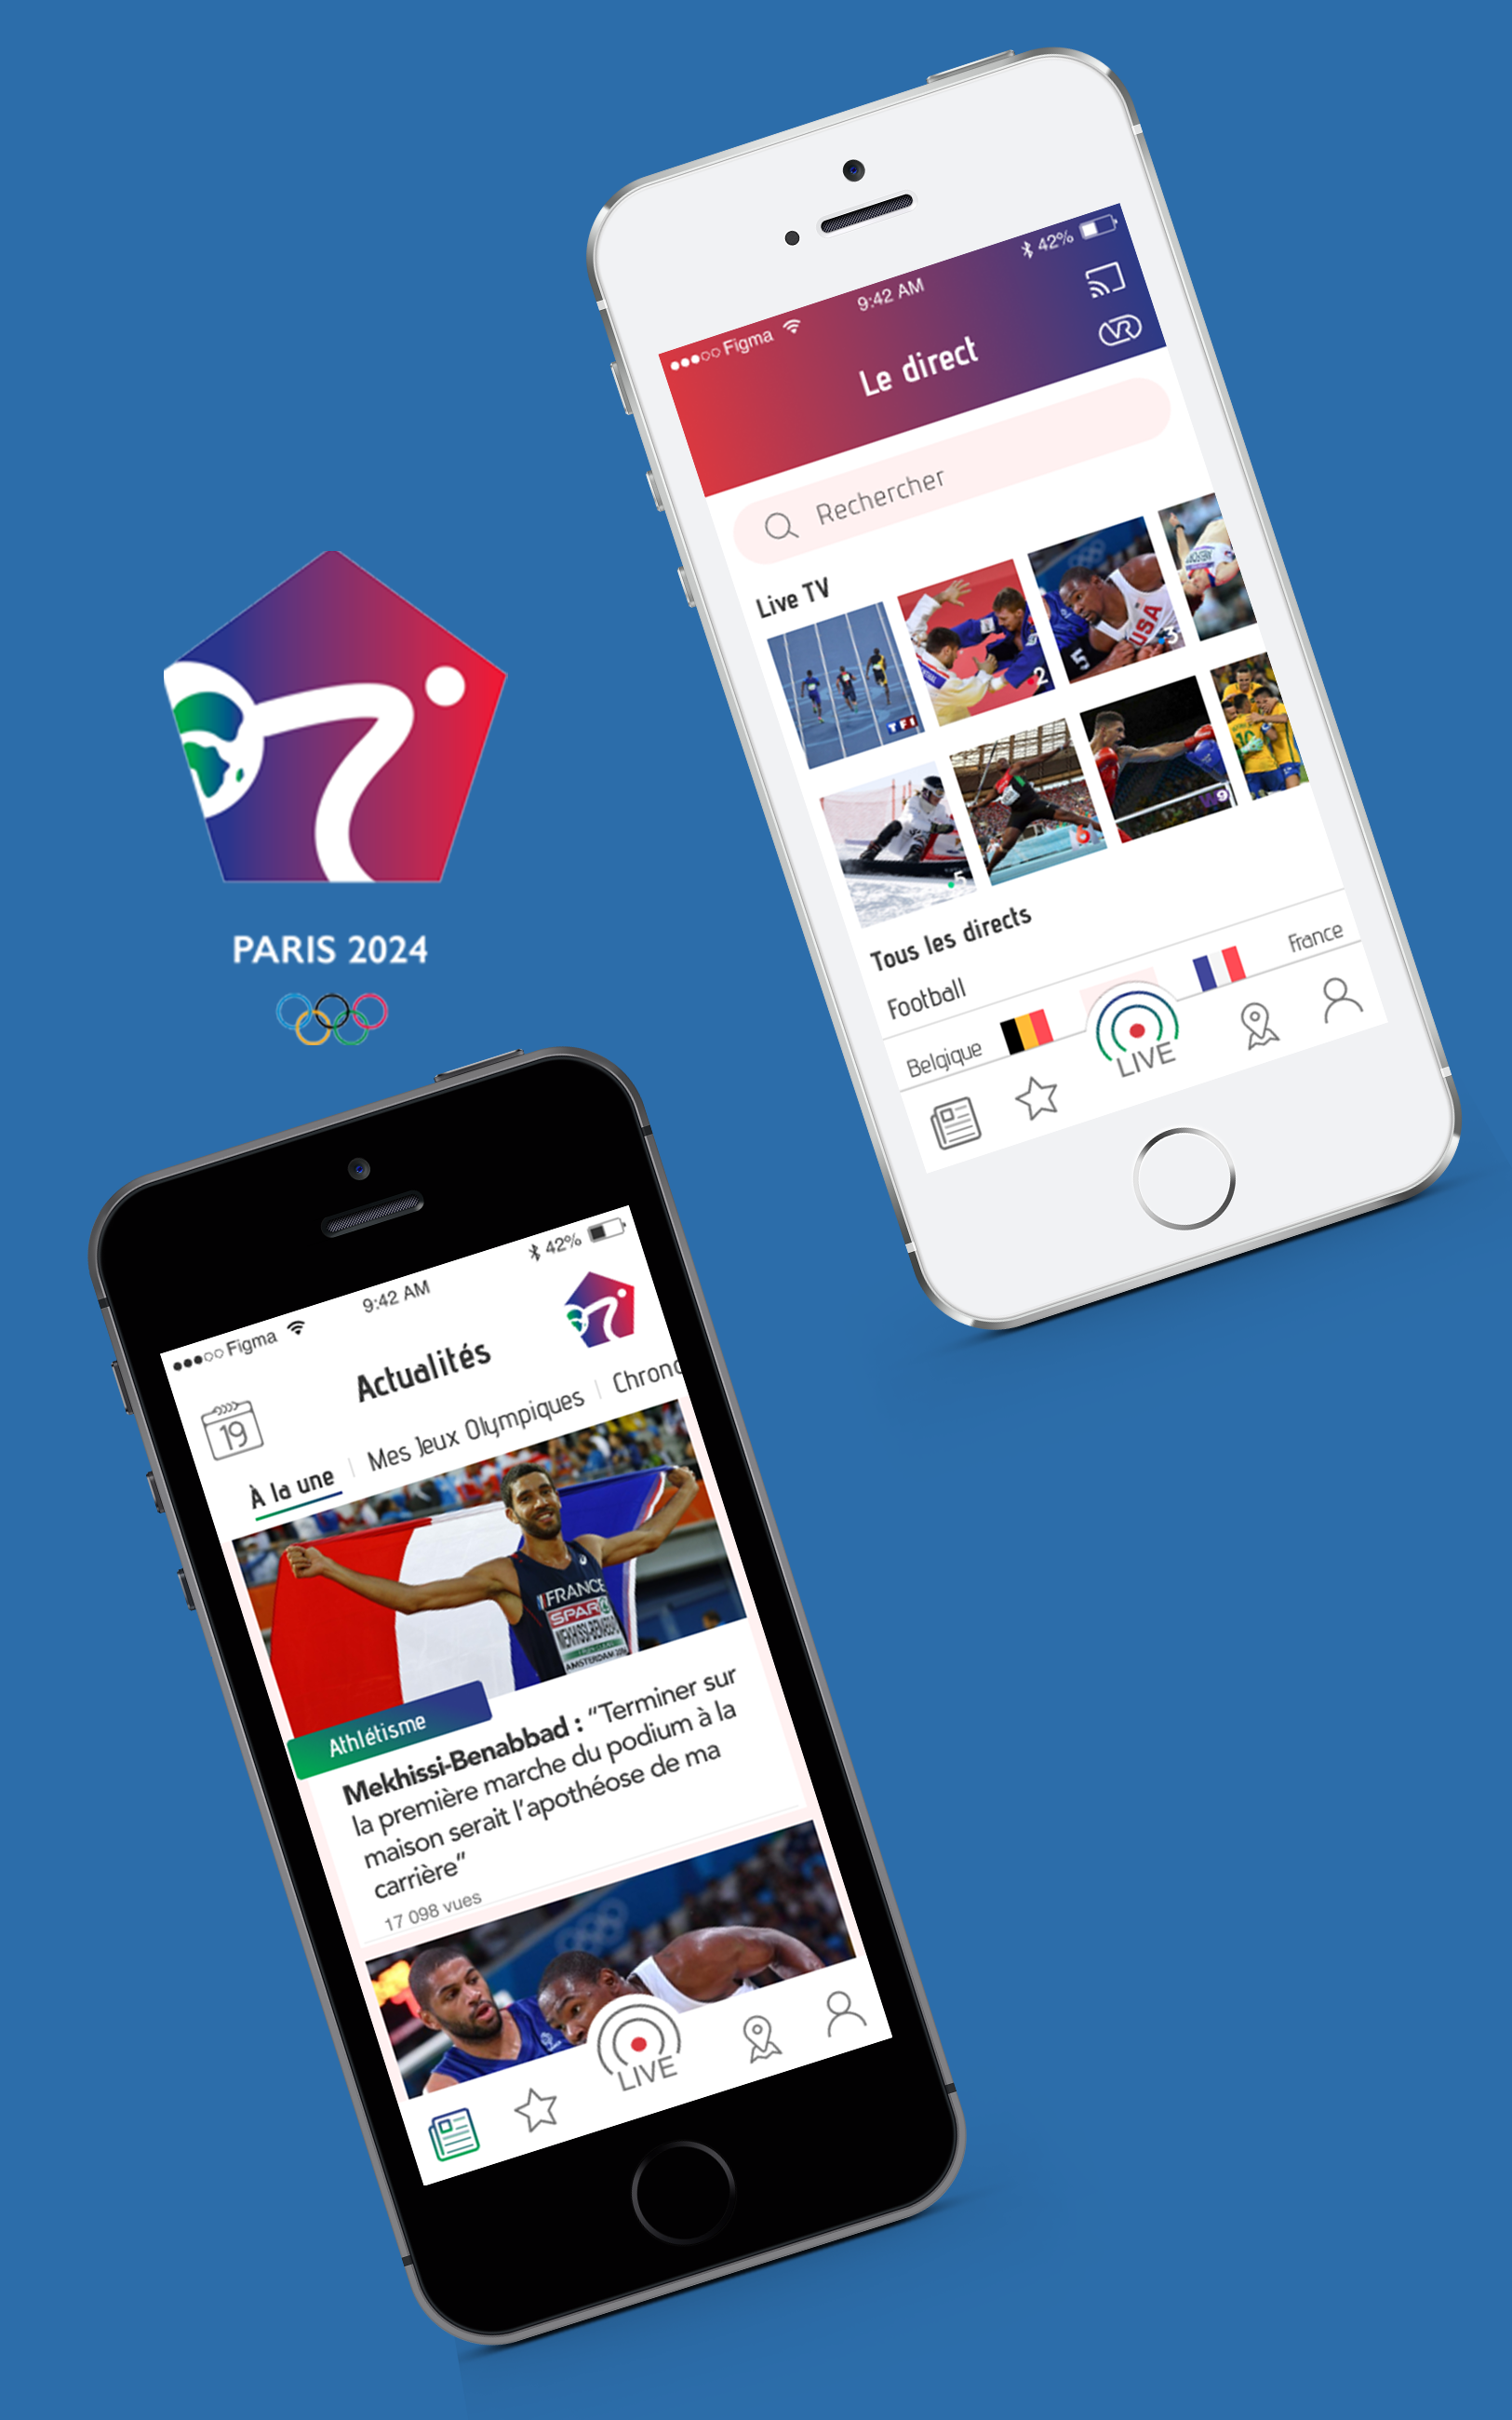 Figma
9:42 AM
42%
Le direct
VR
Rechercher
Live TV
TF1
2
5
USA
3
5
6
W9
10
Tous les directs
Football
Belgique
France
LIVE
PARIS 2024
Figma
9:42 AM
42%
19
Actualités
À la une
Mes Jeux Olympiques
Chrono
FRANCE
SPAR
MEKHISSI-BENABBAD
AMSTERDAM 2016
Athlétisme
Mekhissi-Benabbad : “Terminer sur
la première marche du podium à la
maison serait l’apothéose de ma
carrière”
17 098 vues
LIVE